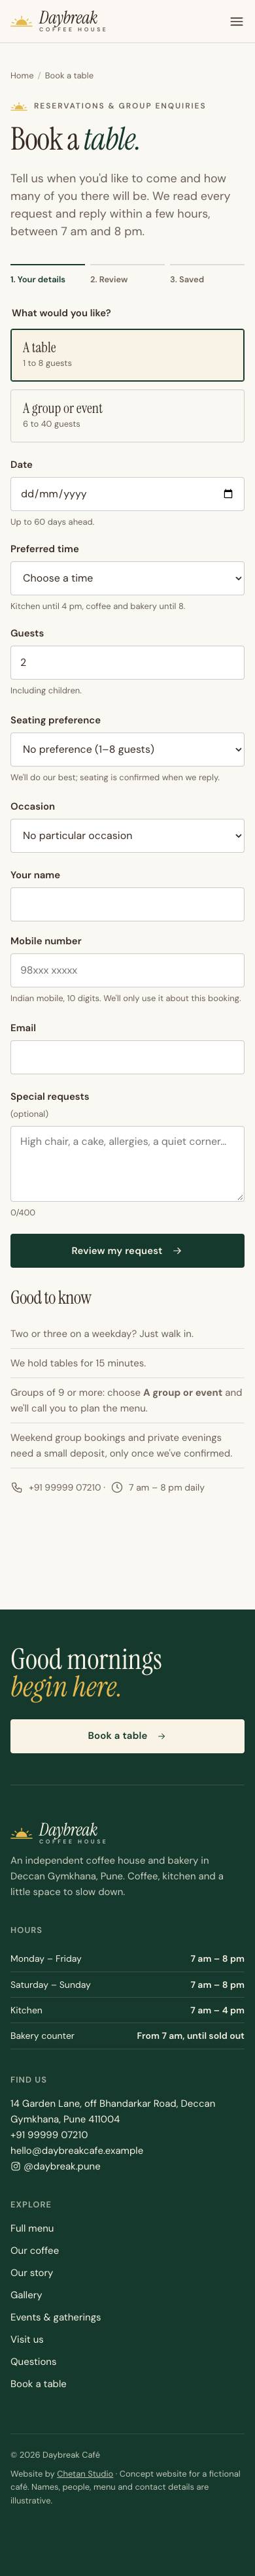 Daybreak
COFFEE HOUSE
Home / Book a table
RESERVATIONS & GROUP ENQUIRIES
Book a table.
Tell us when you'd like to come and how
many of you there will be. We read every
request and reply within a few hours,
between 7 am and 8 pm.
1. Your details 2. Review 3. Saved
What would you like?
A table
1 to 8 guests
A group or event
6 to 40 guests
Date
dd/mm/yyyy
Up to 60 days ahead.
Preferred time
Choose a time
Kitchen until 4 pm, coffee and bakery until 8.
Guests
2
Including children.
Seating preference
No preference (1–8 guests)
We'll do our best; seating is confirmed when we reply.
Occasion
No particular occasion
Your name
Mobile number
98xxx xxxxx
Indian mobile, 10 digits. We'll only use it about this booking.
Email
Special requests
(optional)
High chair, a cake, allergies, a quiet corner...
0/400
Review my request →
Good to know
Two or three on a weekday? Just walk in.
We hold tables for 15 minutes.
Groups of 9 or more: choose A group or event and
we'll call you to plan the menu.
Weekend group bookings and private evenings
need a small deposit, only once we've confirmed.
+91 99999 07210 · 7 am – 8 pm daily
Good mornings
begin here.
Book a table →
Daybreak
COFFEE HOUSE
An independent coffee house and bakery in
Deccan Gymkhana, Pune. Coffee, kitchen and a
little space to slow down.
HOURS
Monday – Friday 7 am – 8 pm
Saturday – Sunday 7 am – 8 pm
Kitchen 7 am – 4 pm
Bakery counter From 7 am, until sold out
FIND US
14 Garden Lane, off Bhandarkar Road, Deccan
Gymkhana, Pune 411004
+91 99999 07210
hello@daybreakcafe.example
@daybreak.pune
EXPLORE
Full menu
Our coffee
Our story
Gallery
Events & gatherings
Visit us
Questions
Book a table
© 2026 Daybreak Café
Website by Chetan Studio · Concept website for a fictional
café. Names, people, menu and contact details are
illustrative.